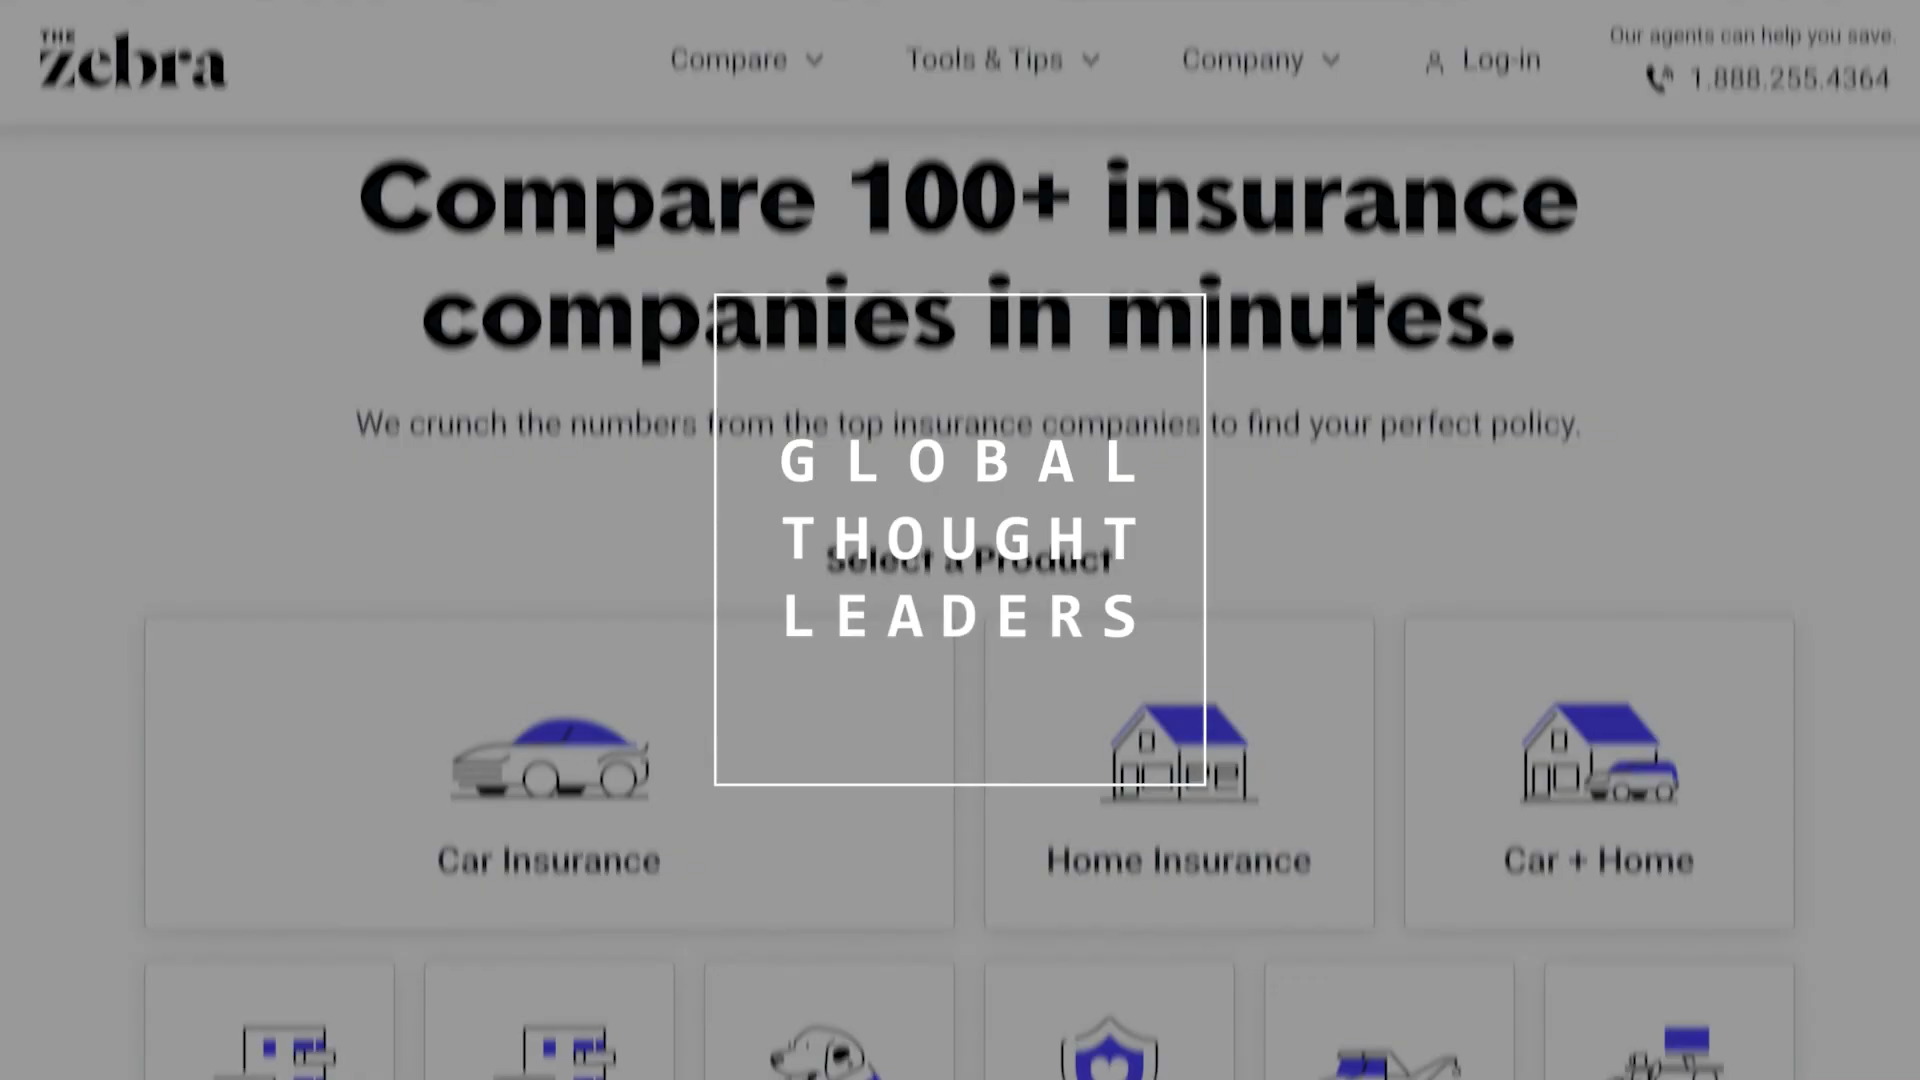 THE
Zebra
Compare
Tools & Tips
Company
Log-in
Our agents can help you save.
1.888.255.4364
Compare 100+ insurance
companies in minutes.
We crunch the numbers from the top insurance companies to find your perfect policy.
GLOBAL
THOUGHT
LEADERS
Select a Product
Car Insurance
Home Insurance
Car + Home